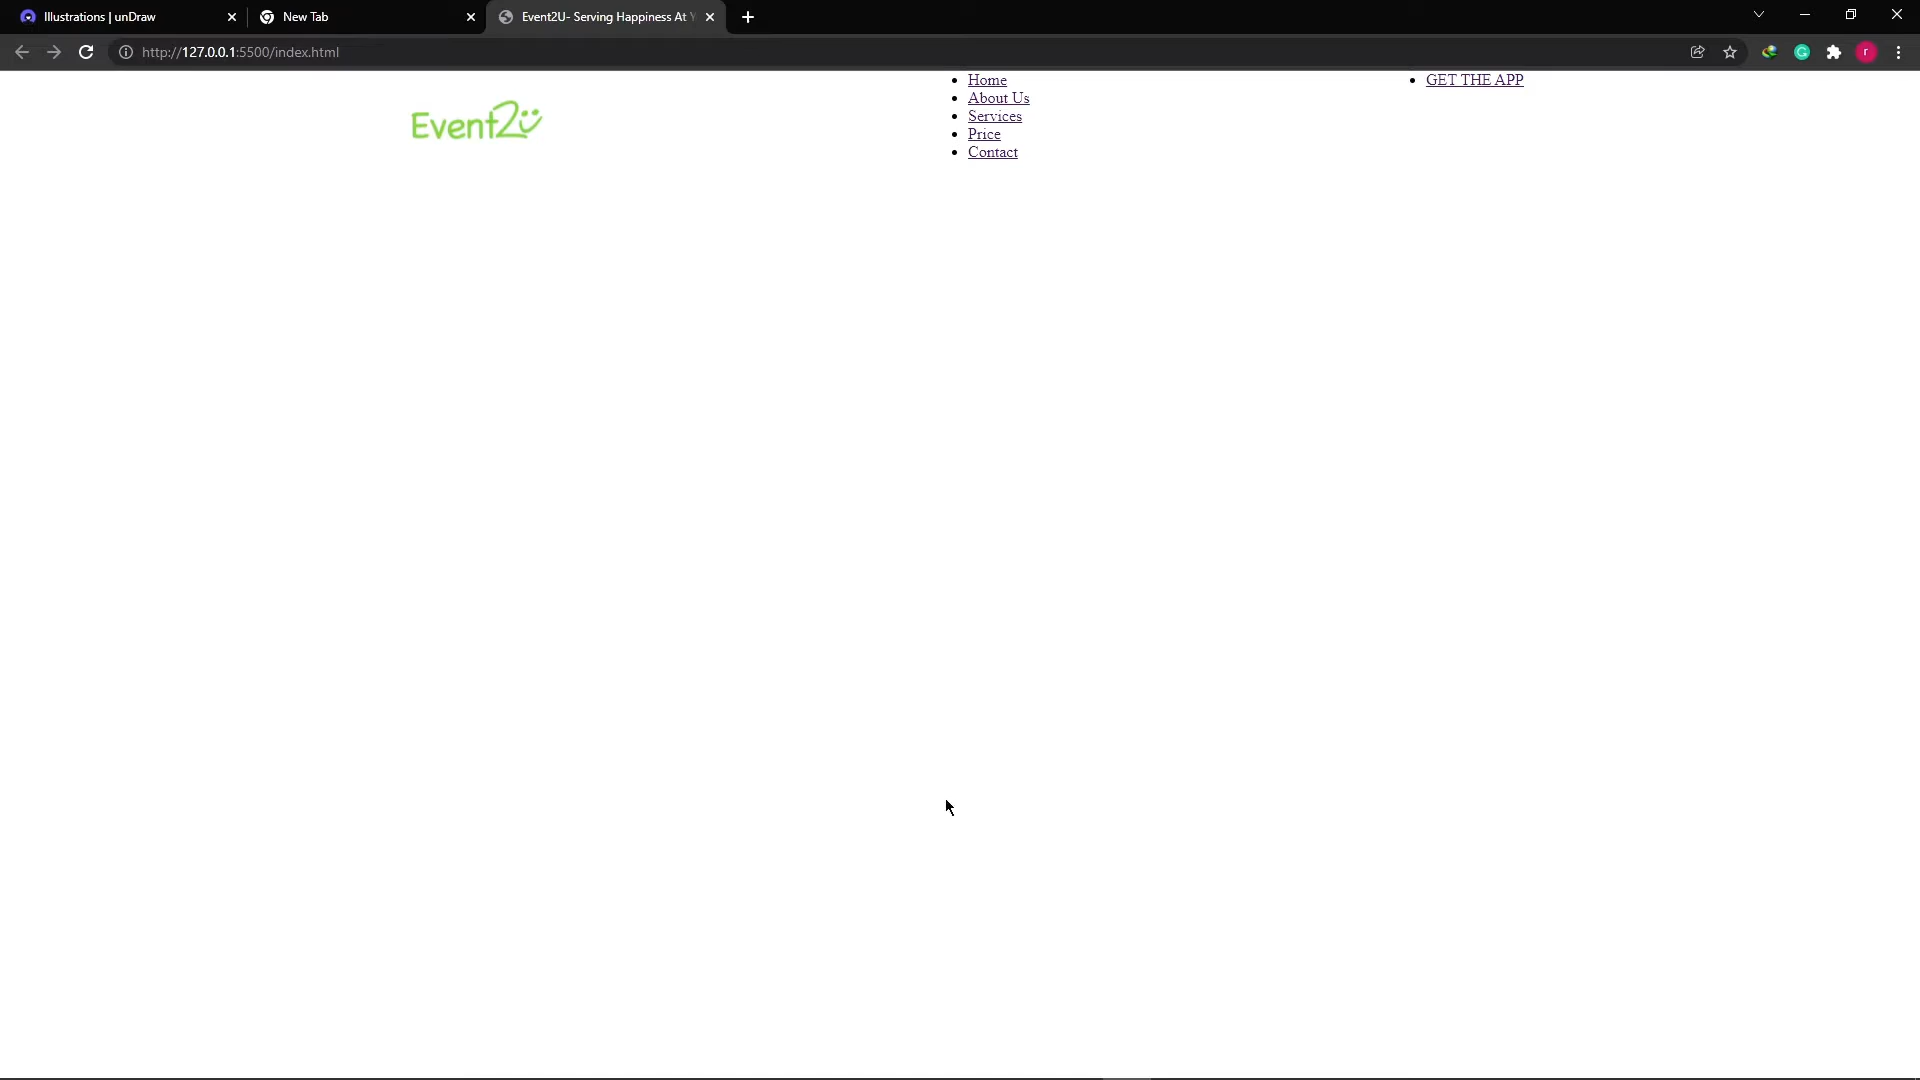 Illustrations | unDraw
New Tab
Event2U- Serving Happiness At Y
http://127.0.0.1:5500/index.html
r
Event2U
Home
About Us
Services
Price
Contact
GET THE APP